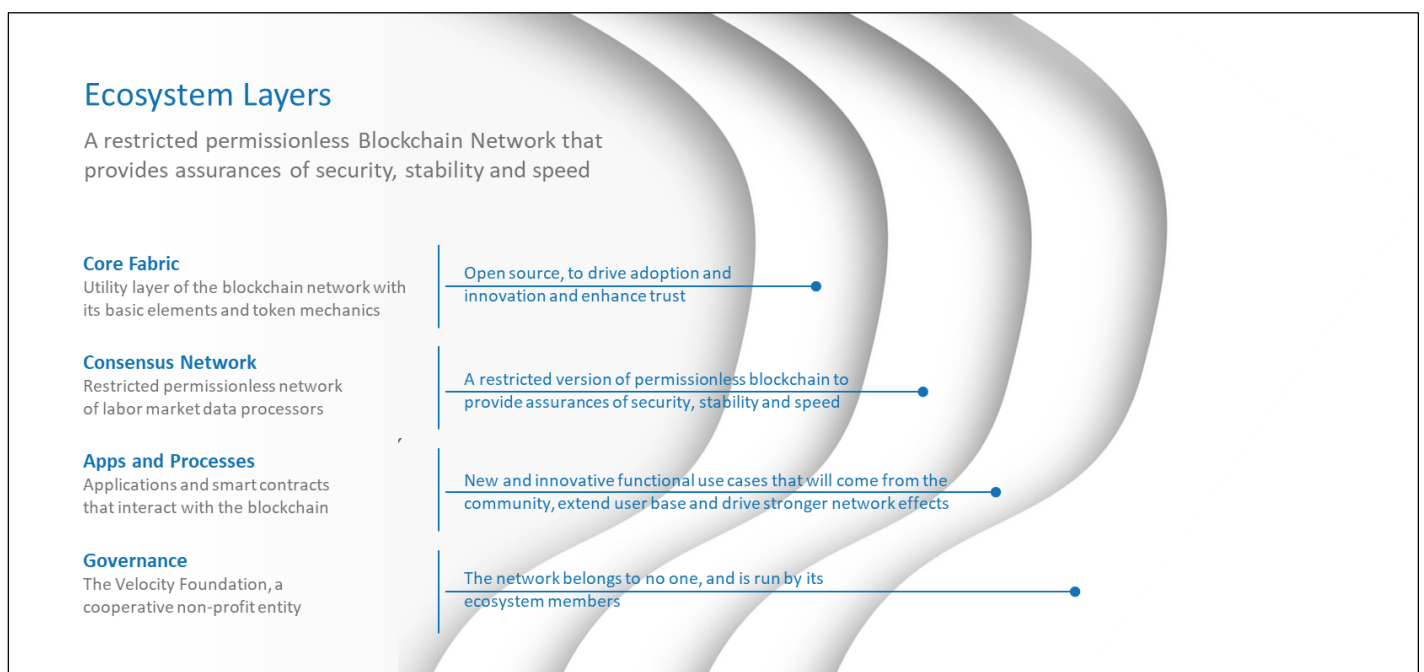 Ecosystem Layers
A restricted permissionless Blockchain Network that
provides assurances of security, stability and speed
Core Fabric
Utility layer of the blockchain network with
its basic elements and token mechanics
Open source, to drive adoption and
innovation and enhance trust
Consensus Network
Restricted permissionless network
of labor market data processors
A restricted version of permissionless blockchain to
provide assurances of security, stability and speed
Apps and Processes
Applications and smart contracts
that interact with the blockchain
New and innovative functional use cases that will come from the
community, extend user base and drive stronger network effects
Governance
The Velocity Foundation, a
cooperative non-profit entity
The network belongs to no one, and is run by its
ecosystem members